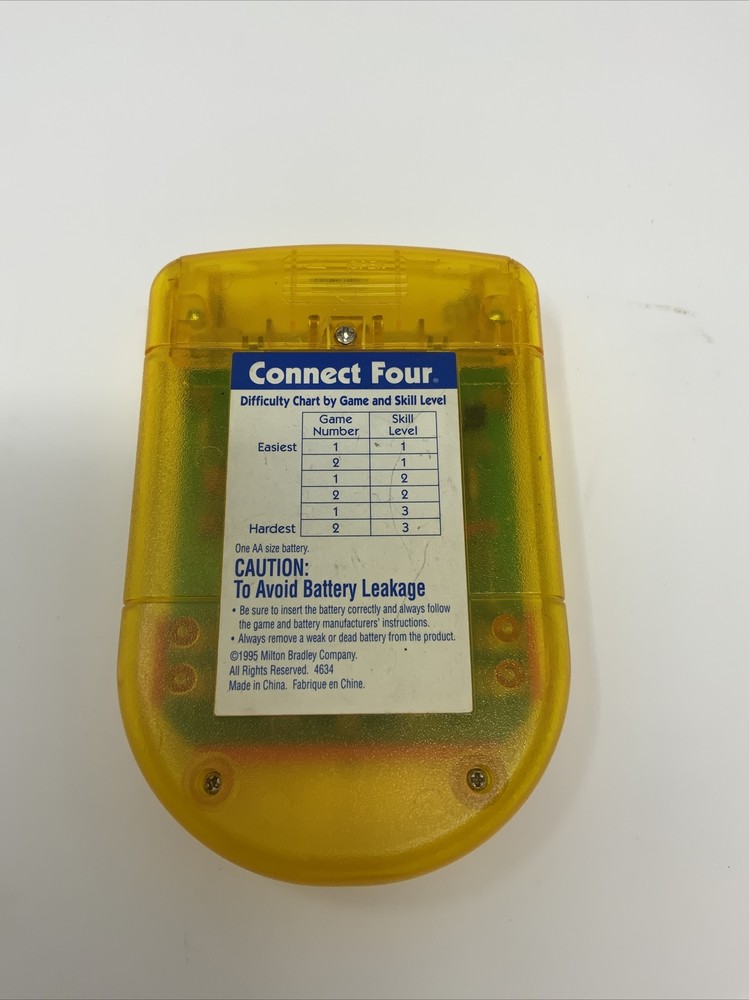 OPEN
Connect Four®
Difficulty Chart by Game and Skill Level
Game Number Skill Level
Easiest 1 1
2 1
1 2
2 2
1 3
Hardest 2 3
One AA size battery.
CAUTION:
To Avoid Battery Leakage
• Be sure to insert the battery correctly and always follow
the game and battery manufacturers' instructions.
• Always remove a weak or dead battery from the product.
©1995 Milton Bradley Company.
All Rights Reserved. 4634
Made in China. Fabrique en Chine.